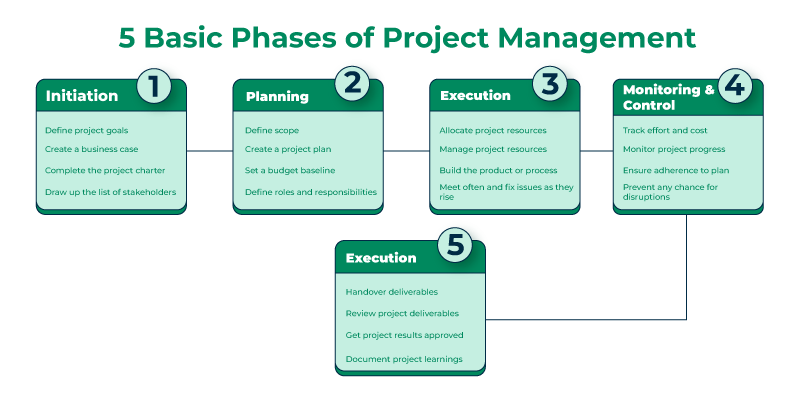 5 Basic Phases of Project Management
Initiation
1
Define project goals
Create a business case
Complete the project charter
Draw up the list of stakeholders
Planning
2
Define scope
Create a project plan
Set a budget baseline
Define roles and responsibilities
Execution
3
Allocate project resources
Manage project resources
Build the product or process
Meet often and fix issues as they
rise
Monitoring &
Control
4
Track effort and cost
Monitor project progress
Ensure adherence to plan
Prevent any chance for
disruptions
Execution
5
Handover deliverables
Review project deliverables
Get project results approved
Document project learnings